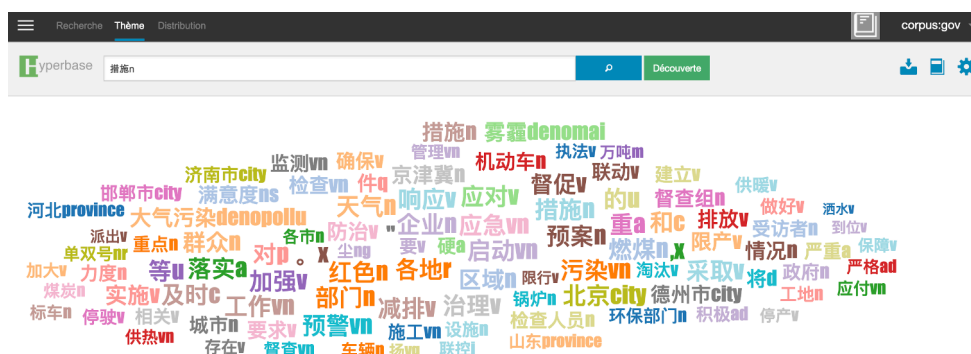 Recherche Thème Distribution corpus:gov
Hyperbase 措施n Découverte
措施n 雾霾denomai
管理vn 执法v 万吨m
监测vn 确保v 京津冀n 机动车n 联动v 建立v
济南市city 检查vn 件q 督促v 供暖v
邯郸市city 满意度ns 天气n 响应v 应对v 措施n 的u 督查组n 做好v 洒水v
河北province 大气污染denopollu "企业n 应急vn 重a 和c 排放v 受访者n 到位v
派出v 重点n 群众n 各市n 防治v 要v 硬a 启动vn 预案n 燃煤n ,x 限产v 情况n 严重a 保障v
单双号nr 对p 。x 尘ng
加大v 力度n 等u 落实a 加强v 红色n 各地r 区域n 限行v 污染vn 淘汰v 采取v 将d 政府n 严格ad
煤炭n 实施v 及时c 工作vn 部门n 减排v 治理v 锅炉n 北京city 德州市city 工地n 应付vn
标车n 停驶v 相关v 城市n 要求v 预警vn 施工vn 设施n 检查人员n 环保部门n 积极ad 停产v
供热vn 存在v 督查vn 车辆n 扬vg 联控j 山东province